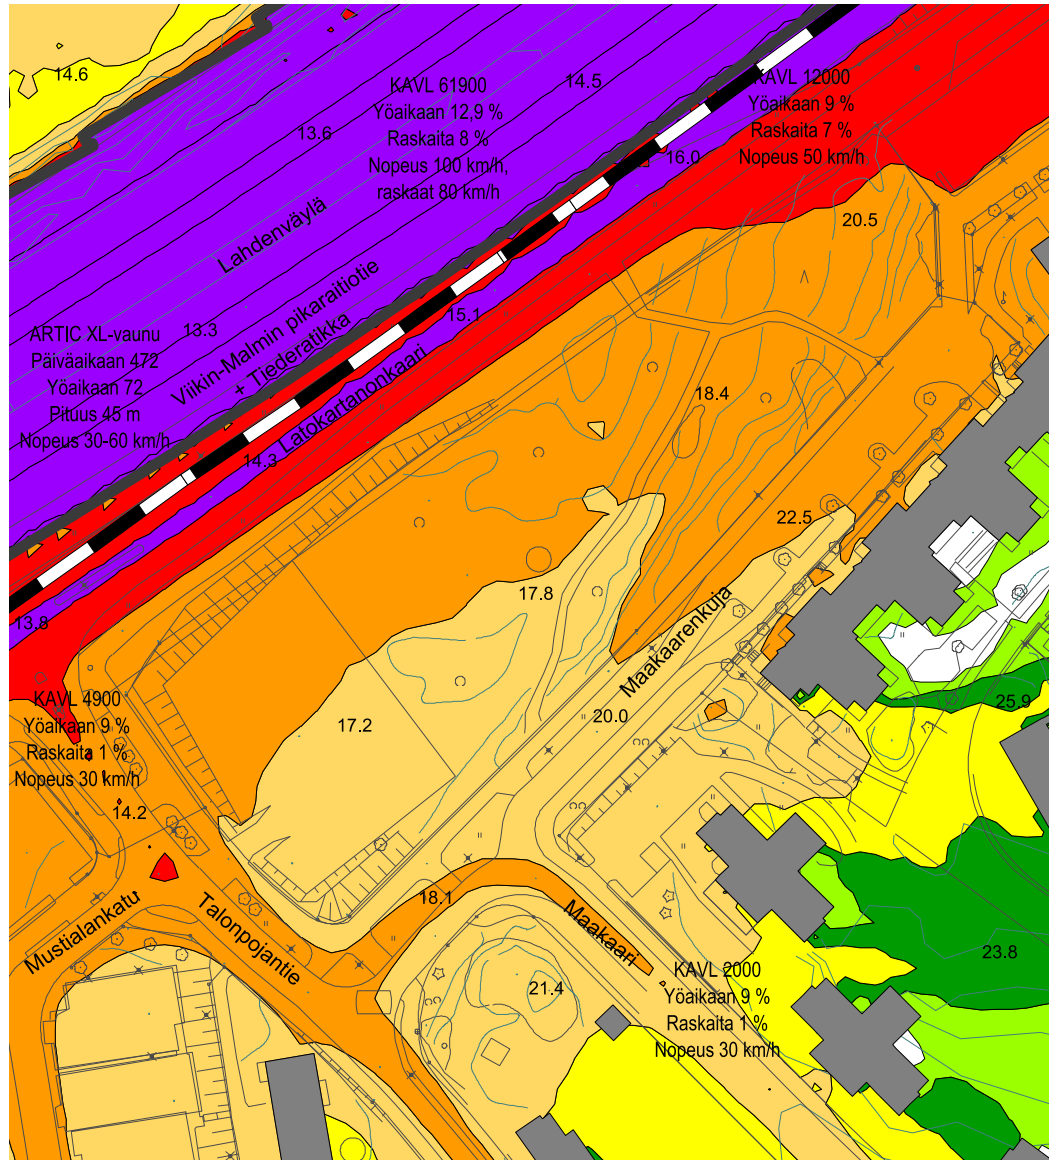 14.6
KAVL 61900
Yöaikaan 12,9 %
Raskaita 8 %
Nopeus 100 km/h,
raskaat 80 km/h
14.5
13.6
KAVL 12000
Yöaikaan 9 %
Raskaita 7 %
Nopeus 50 km/h
16.0
20.5
Lahdenväylä
Viikin-Malmin pikaraitiotie
+ Tiederatikka
Latokartanonkaari
15.1
13.3
ARTIC XL-vaunu
Päiväaikaan 472
Yöaikaan 72
Pituus 45 m
Nopeus 30-60 km/h
14.3
18.4
22.5
17.8
13.8
Maakaarenkuja
KAVL 4900
Yöaikaan 9 %
Raskaita 1 %
Nopeus 30 km/h
17.2
20.0
25.9
14.2
18.1
Mustialankatu
Talonpojantie
Maakaari
21.4
KAVL 2000
Yöaikaan 9 %
Raskaita 1 %
Nopeus 30 km/h
23.8